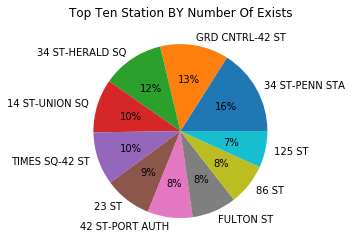 Top Ten Station BY Number Of Exists
GRD CNTRL-42 ST
34 ST-HERALD SQ
13%
12%
34 ST-PENN STA
16%
14 ST-UNION SQ
10%
7%
10%
125 ST
TIMES SQ-42 ST
8%
9%
8%
8%
86 ST
23 ST
FULTON ST
42 ST-PORT AUTH